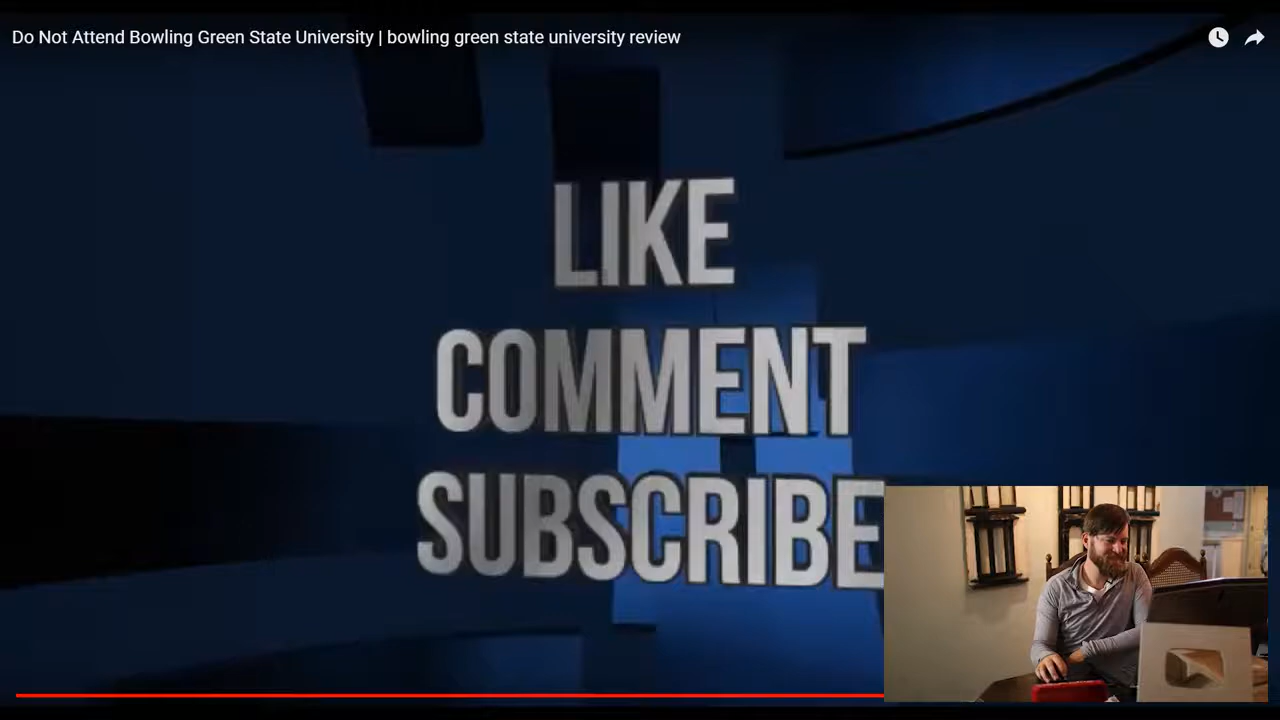 Do Not Attend Bowling Green State University | bowling green state university review
LIKE
COMMENT
SUBSCRIBE